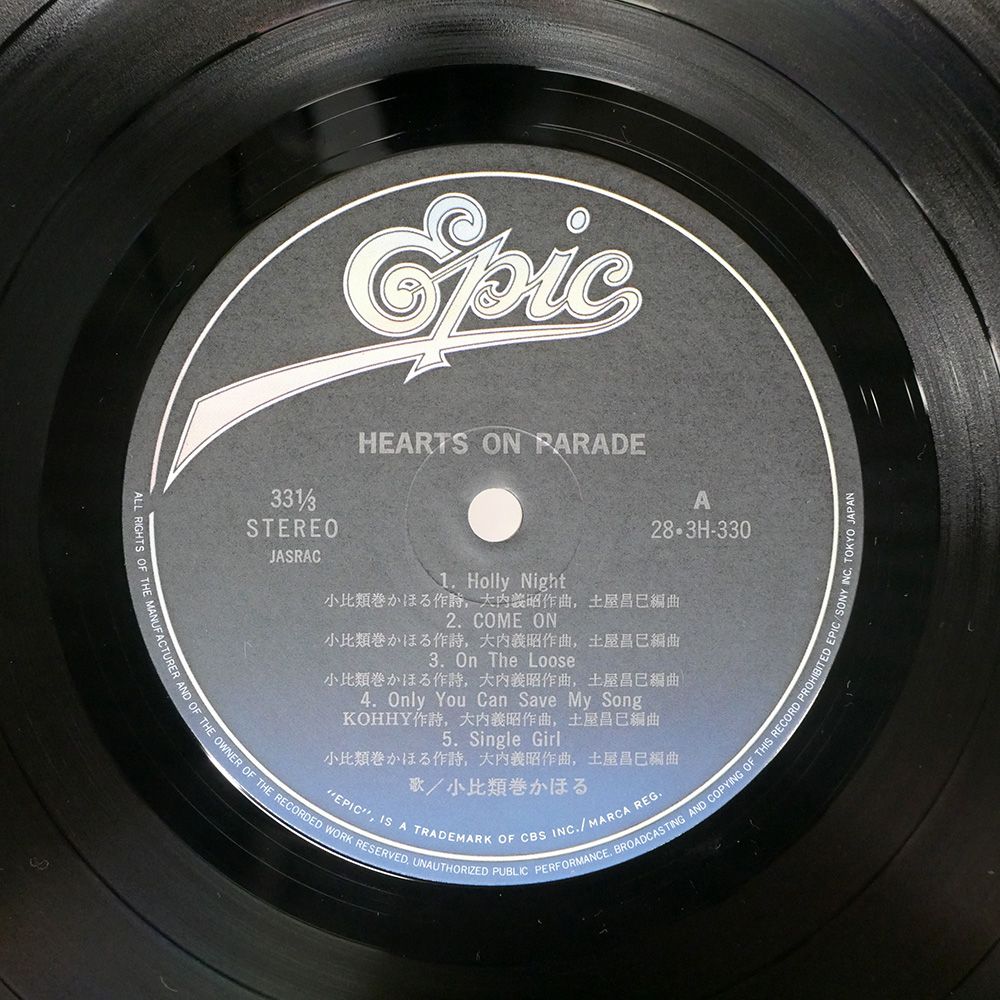 Epic
HEARTS ON PARADE
33 1/3
STEREO
JASRAC
A
28・3H-330
1. Holly Night
小比類巻かほる作詩, 大内義昭作曲, 土屋昌巳編曲
2. COME ON
小比類巻かほる作詩, 大内義昭作曲, 土屋昌巳編曲
3. On The Loose
小比類巻かほる作詩, 大内義昭作曲, 土屋昌巳編曲
4. Only You Can Save My Song
KOHHY作詩, 大内義昭作曲, 土屋昌巳編曲
5. Single Girl
小比類巻かほる作詩, 大内義昭作曲, 土屋昌巳編曲
歌／小比類巻かほる
"EPIC", IS A TRADEMARK OF CBS INC./MARCA REG.
ALL RIGHTS OF THE MANUFACTURER AND OF THE OWNER OF THE RECORDED WORK RESERVED, UNAUTHORIZED PUBLIC PERFORMANCE, BROADCASTING AND COPYING OF THIS RECORD PROHIBITED EPIC/SONY INC, TOKYO JAPAN